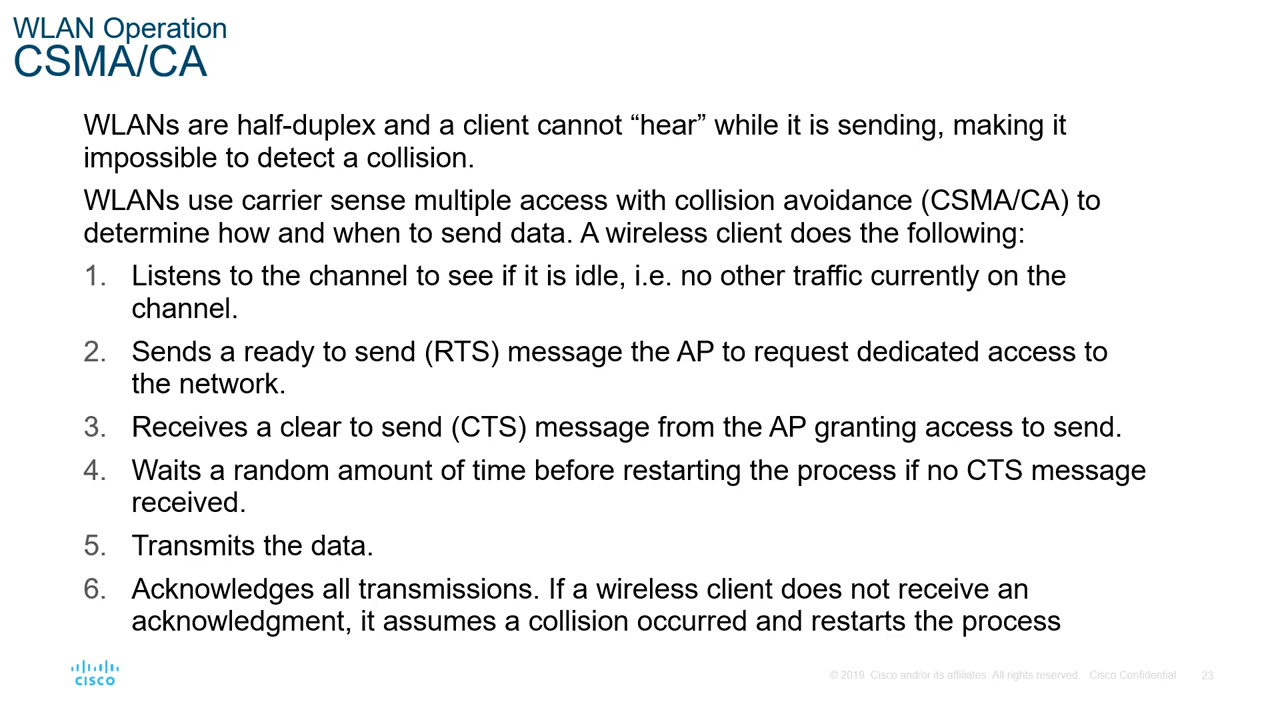 WLAN Operation
CSMA/CA
WLANs are half-duplex and a client cannot “hear” while it is sending, making it
impossible to detect a collision.
WLANs use carrier sense multiple access with collision avoidance (CSMA/CA) to
determine how and when to send data. A wireless client does the following:
1. Listens to the channel to see if it is idle, i.e. no other traffic currently on the
channel.
2. Sends a ready to send (RTS) message the AP to request dedicated access to
the network.
3. Receives a clear to send (CTS) message from the AP granting access to send.
4. Waits a random amount of time before restarting the process if no CTS message
received.
5. Transmits the data.
6. Acknowledges all transmissions. If a wireless client does not receive an
acknowledgment, it assumes a collision occurred and restarts the process
CISCO
© 2019 Cisco and/or its affiliates. All rights reserved. Cisco Confidential 23